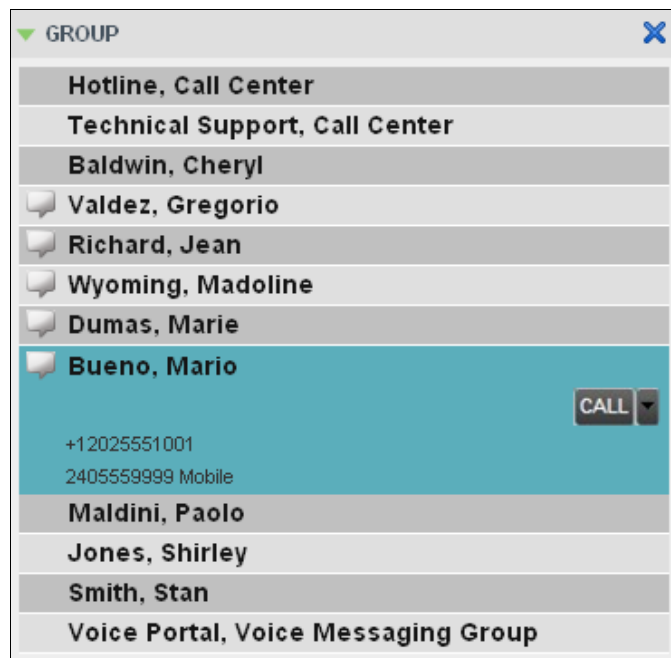 GROUP
Hotline, Call Center
Technical Support, Call Center
Baldwin, Cheryl
Valdez, Gregorio
Richard, Jean
Wyoming, Madoline
Dumas, Marie
Bueno, Mario
CALL
+12025551001
2405559999 Mobile
Maldini, Paolo
Jones, Shirley
Smith, Stan
Voice Portal, Voice Messaging Group